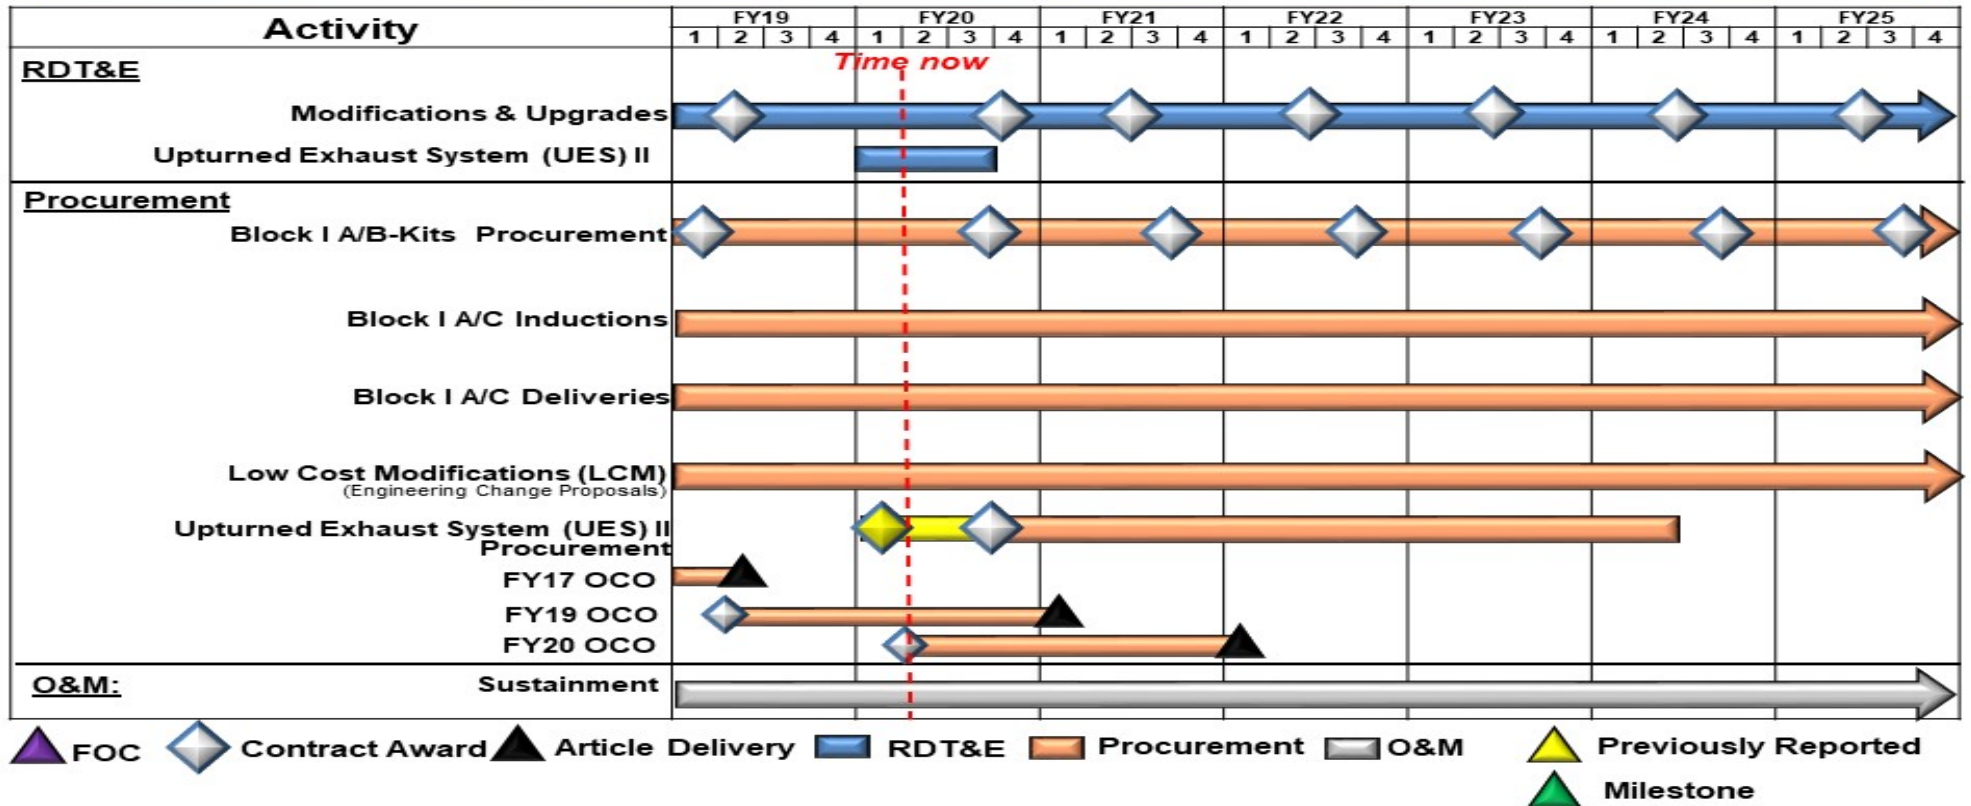 Activity FY19 FY20 FY21 FY22 FY23 FY24 FY25
1 2 3 4 1 2 3 4 1 2 3 4 1 2 3 4 1 2 3 4 1 2 3 4 1 2 3 4
Time now
RDT&E
Modifications & Upgrades
Upturned Exhaust System (UES) II
Procurement
Block I A/B-Kits Procurement
Block I A/C Inductions
Block I A/C Deliveries
Low Cost Modifications (LCM)
(Engineering Change Proposals)
Upturned Exhaust System (UES) II
Procurement
FY17 OCO
FY19 OCO
FY20 OCO
O&M: Sustainment
FOC Contract Award Article Delivery RDT&E Procurement O&M Previously Reported
Milestone